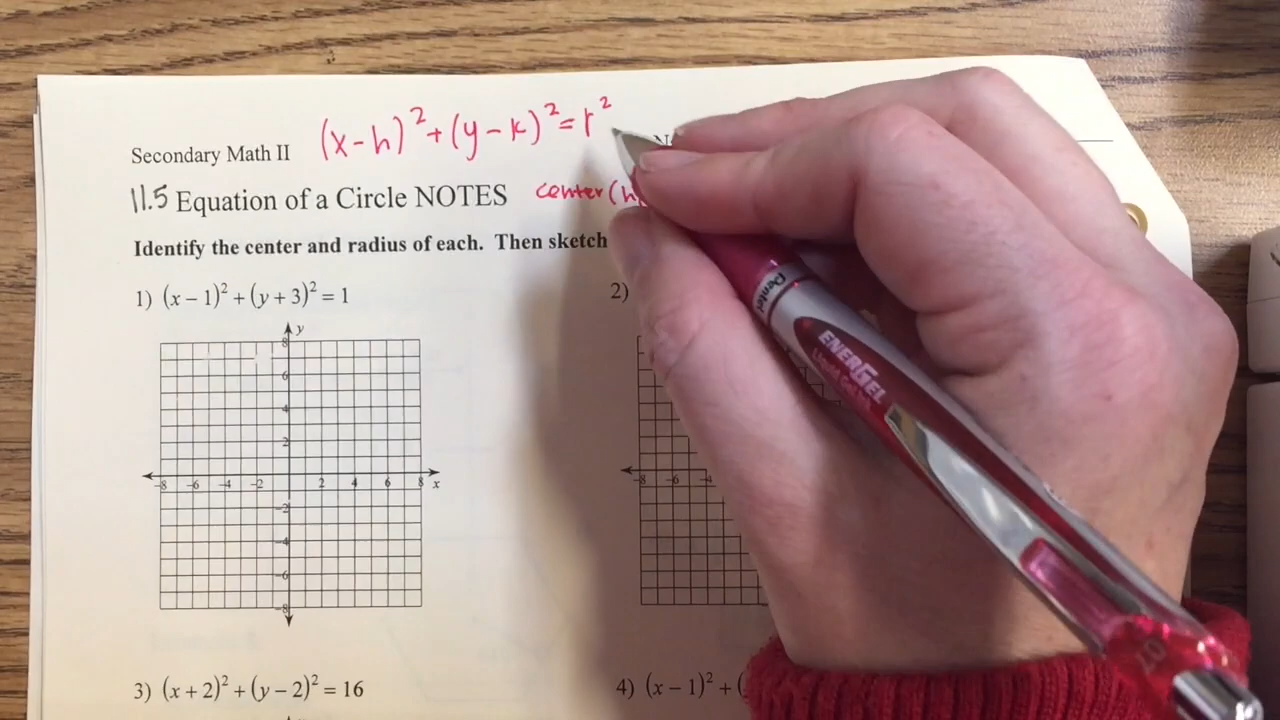 (x-h)²+(y-k)²=r²
Secondary Math II
11.5 Equation of a Circle NOTES
center (h
Identify the center and radius of each. Then sketch
1) (x – 1)² + (y + 3)² = 1
2)
y
8
6
4
2
-8 -6 -4 -2 2 4 6 8 x
-2
-4
-6
-8
-8 -6 -4
Pentel
ENERGEL
3) (x + 2)² + (y – 2)² = 16
4) (x – 1)² + (